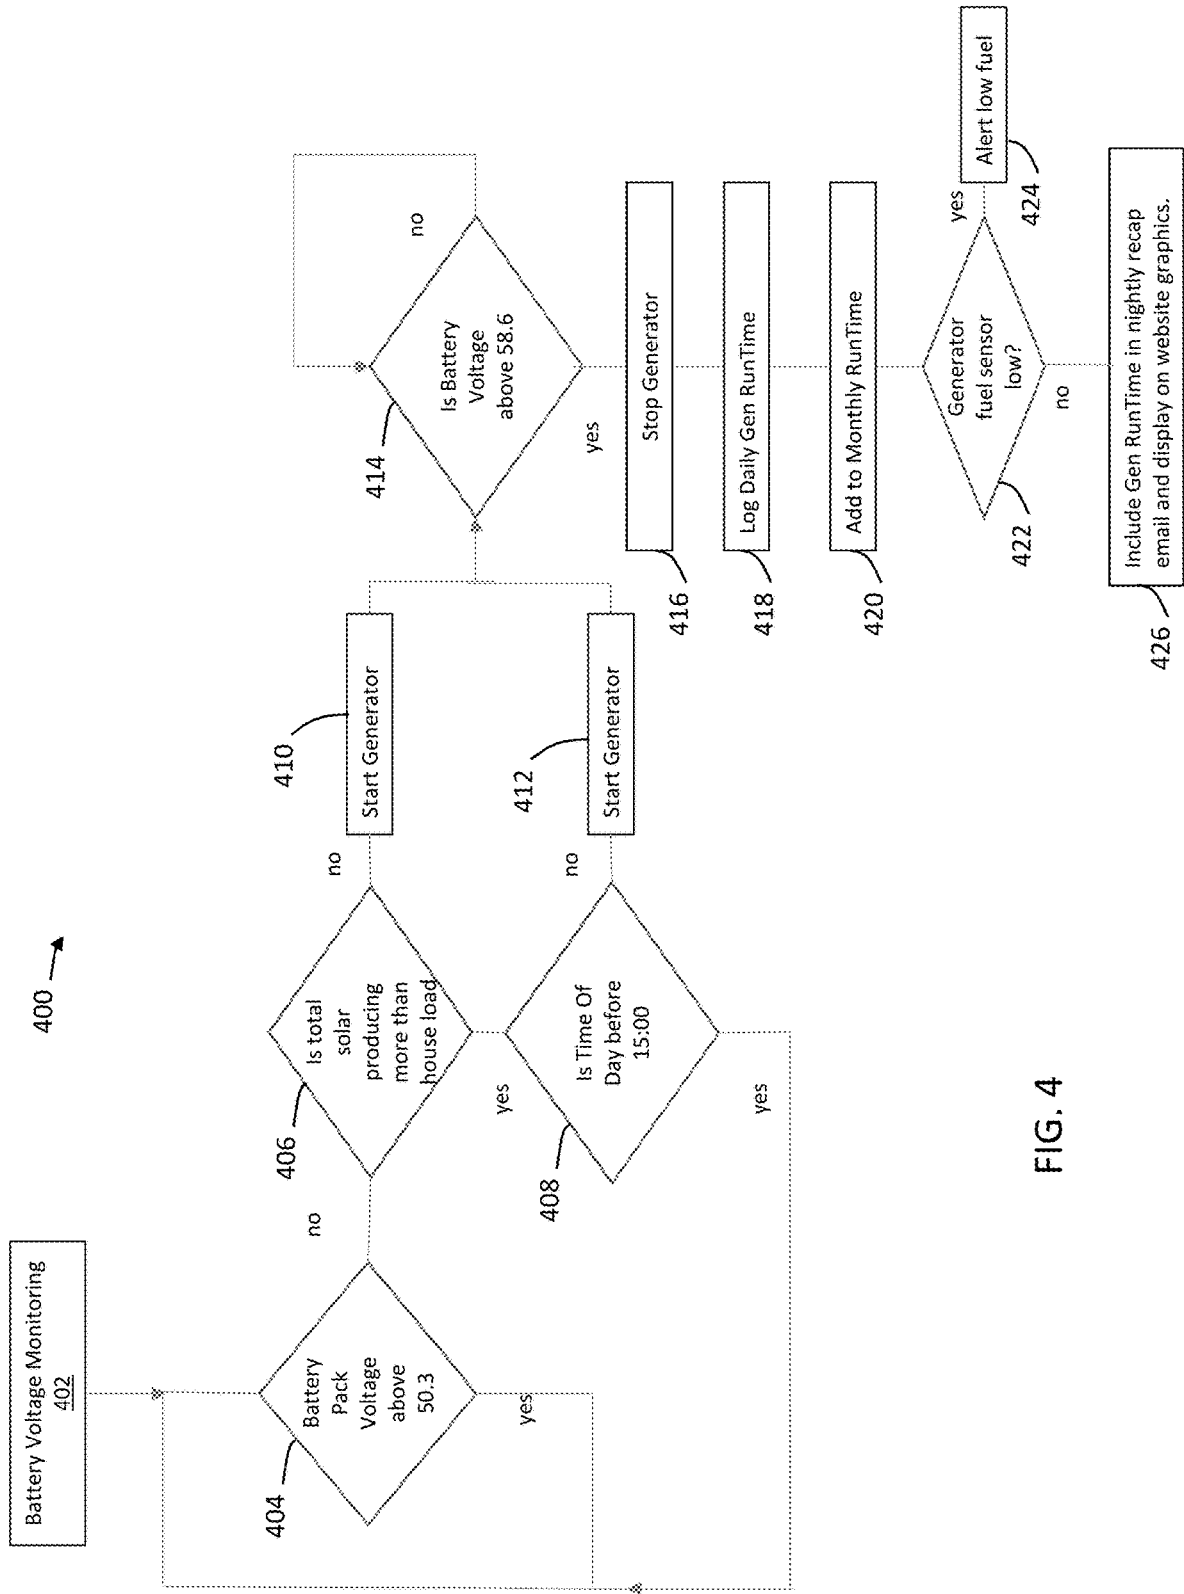 400
Battery Voltage Monitoring
402
404
Battery
Pack
Voltage
above
50.3
yes
no
406
Is total
solar
producing
more than
house load
yes
no
408
Is Time Of
Day before
15:00
yes
no
410
Start Generator
412
Start Generator
414
Is Battery
Voltage
above 58.6
no
yes
416
Stop Generator
418
Log Daily Gen RunTime
420
Add to Monthly RunTime
422
Generator
fuel sensor
low?
yes
no
424
Alert low fuel
426
Include Gen RunTime in nightly recap
email and display on website graphics.
FIG. 4